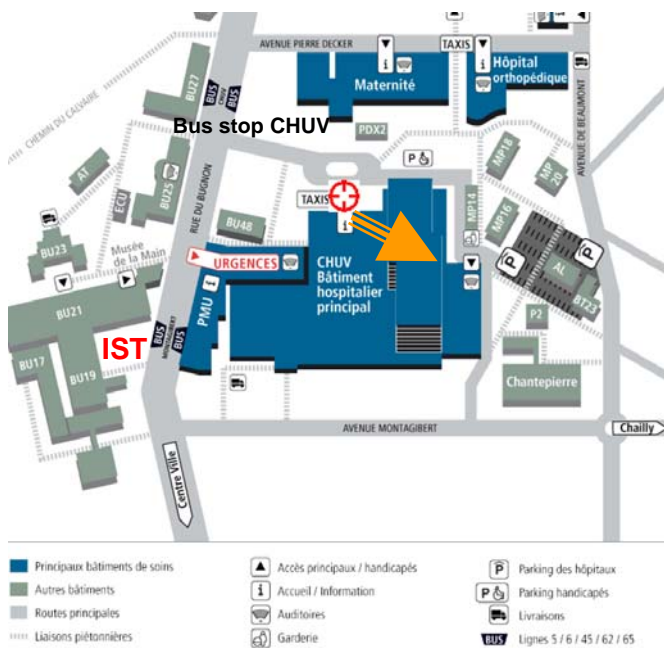 AVENUE PIERRE DECKER
TAXIS
i
i
Hôpital
orthopédique
Maternité
BU27
BUS
CHUV
BUS
Bus stop CHUV
PDX2
CHEMIN DU CALVAIRE
AVENUE DE BEAUMONT
P
MP18
MP
20
AT
ECU
BU25
RUE DU BUGNON
TAXIS
i
MP14
MP16
BU48
BU23
Musée
de la Main
URGENCES
CHUV
Bâtiment
hospitalier
principal
P
P
AL
BT23
PMU
i
P2
BU21
IST
BUS
MONTAGIBERT
BUS
BU17
BU19
Chantepierre
AVENUE MONTAGIBERT
Chailly
Centre Ville
Principaux bâtiments de soins
Autres bâtiments
Routes principales
Liaisons piétonnières
Accès principaux / handicapés
i Accueil / Information
Auditoires
Garderie
P Parking des hôpitaux
P Parking handicapés
Livraisons
BUS Lignes 5 / 6 / 45 / 62 / 65